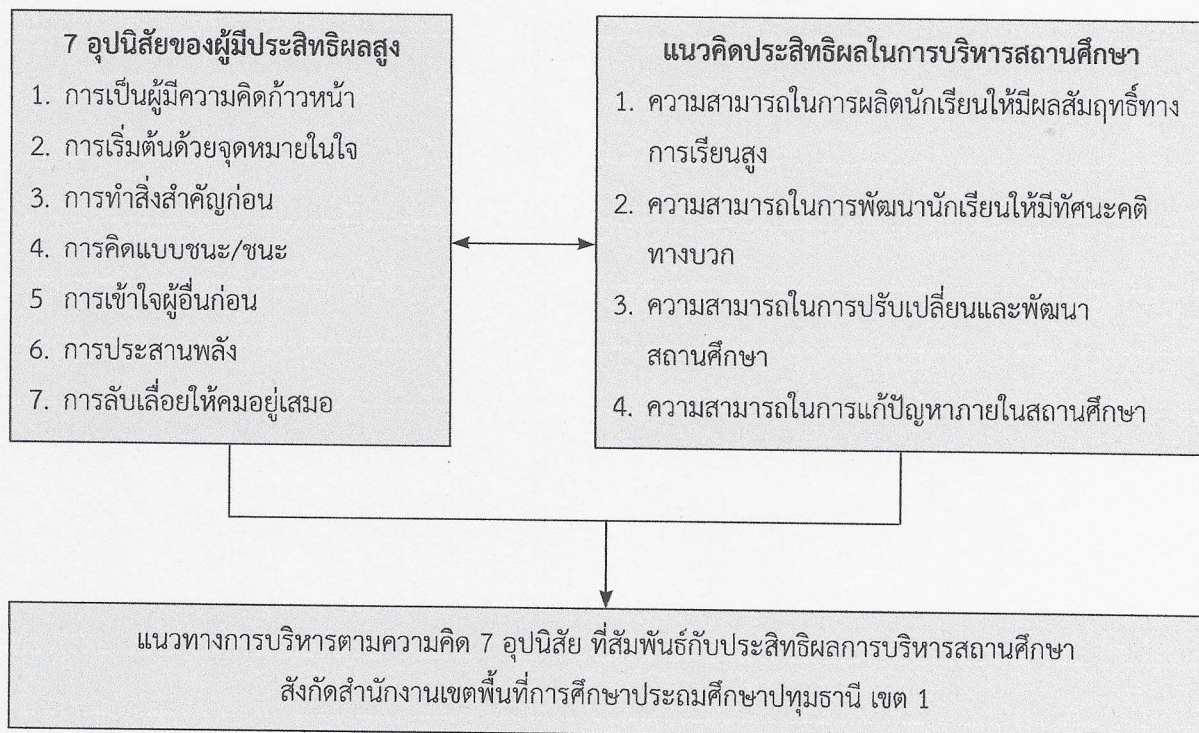 7 อุปนิสัยของผู้มีประสิทธิผลสูง
1. การเป็นผู้มีความคิดก้าวหน้า
2. การเริ่มต้นด้วยจุดหมายในใจ
3. การทำสิ่งสำคัญก่อน
4. การคิดแบบชนะ/ชนะ
5 การเข้าใจผู้อื่นก่อน
6. การประสานพลัง
7. การลับเลื่อยให้คมอยู่เสมอ
แนวคิดประสิทธิผลในการบริหารสถานศึกษา
1. ความสามารถในการผลิตนักเรียนให้มีผลสัมฤทธิ์ทาง
การเรียนสูง
2. ความสามารถในการพัฒนานักเรียนให้มีทัศนะคติ
ทางบวก
3. ความสามารถในการปรับเปลี่ยนและพัฒนา
สถานศึกษา
4. ความสามารถในการแก้ปัญหาภายในสถานศึกษา
แนวทางการบริหารตามความคิด 7 อุปนิสัย ที่สัมพันธ์กับประสิทธิผลการบริหารสถานศึกษา
สังกัดสำนักงานเขตพื้นที่การศึกษาประถมศึกษาปทุมธานี เขต 1